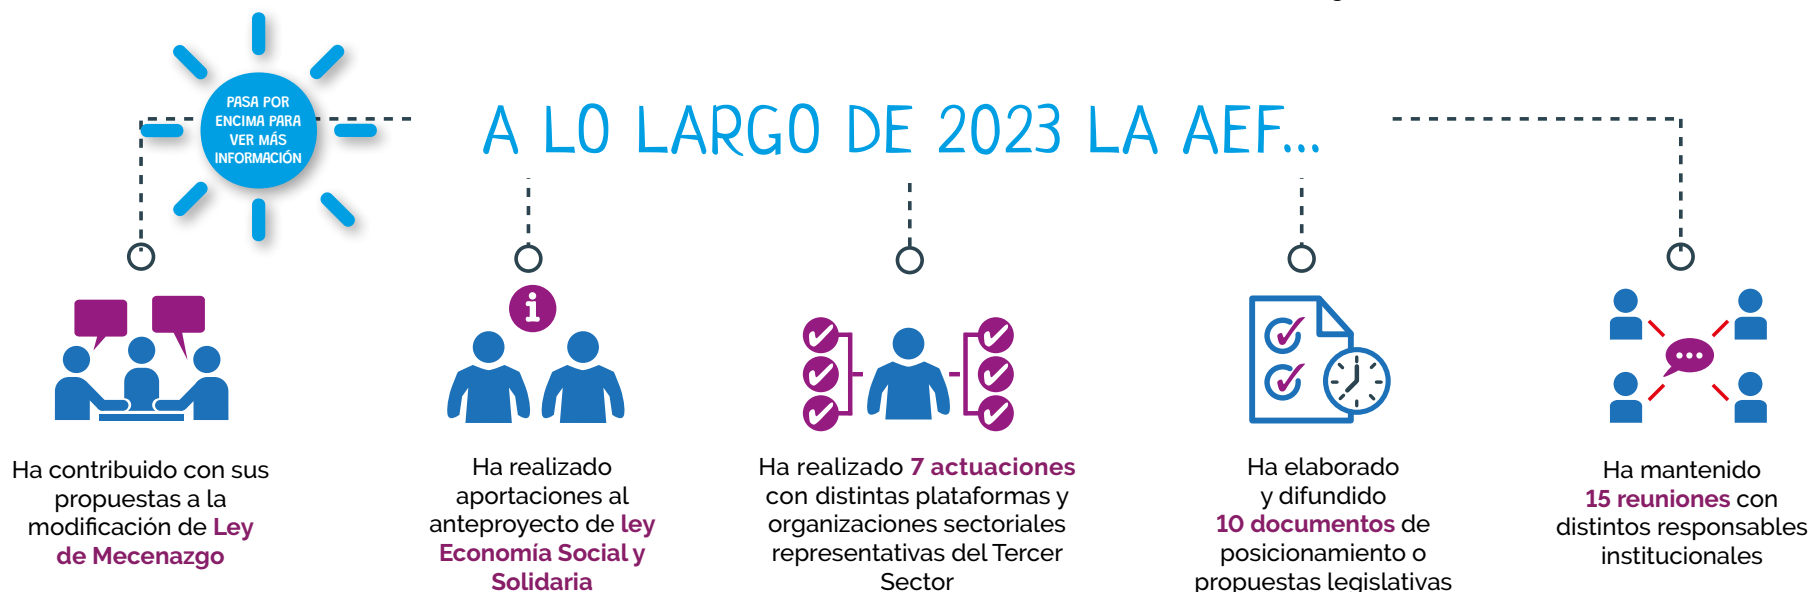 PASA POR
ENCIMA PARA
VER MÁS
INFORMACIÓN
A LO LARGO DE 2023 LA AEF...
Ha contribuido con sus
propuestas a la
modificación de Ley
de Mecenazgo
Ha realizado
aportaciones al
anteproyecto de ley
Economía Social y
Solidaria
Ha realizado 7 actuaciones
con distintas plataformas y
organizaciones sectoriales
representativas del Tercer
Sector
Ha elaborado
y difundido
10 documentos de
posicionamiento o
propuestas legislativas
Ha mantenido
15 reuniones con
distintos responsables
institucionales